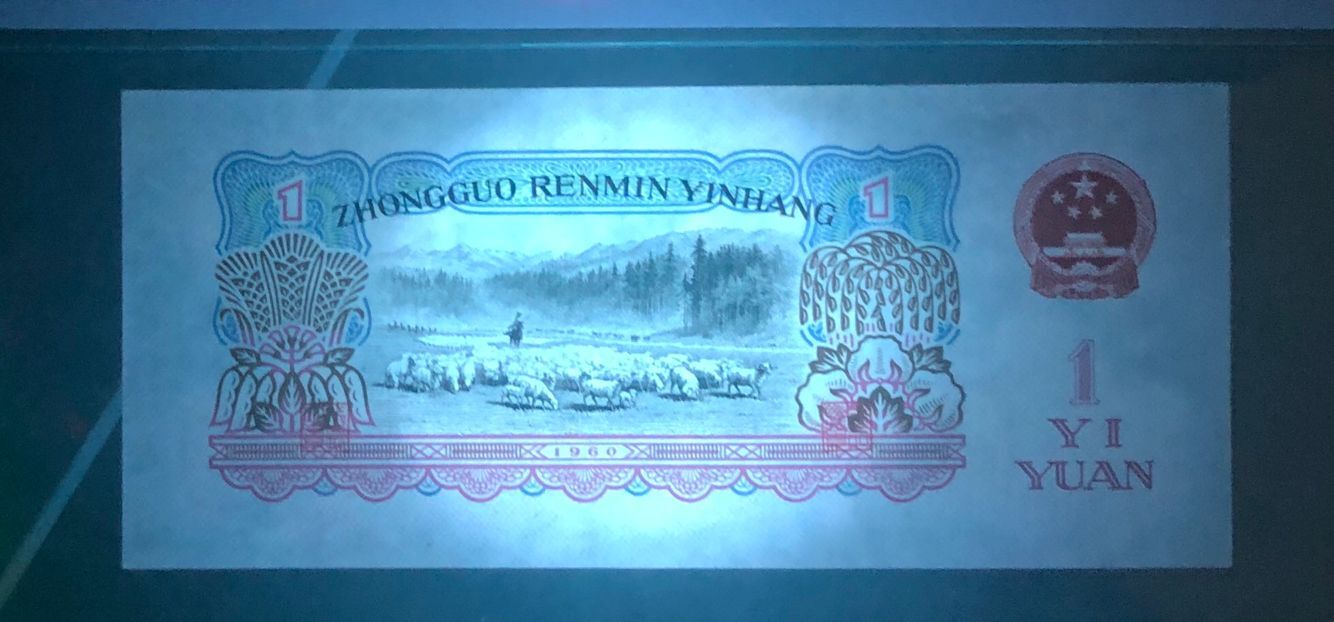 1
1
ZHONGGUO RENMIN YINHANG
1960
1
YI
YUAN